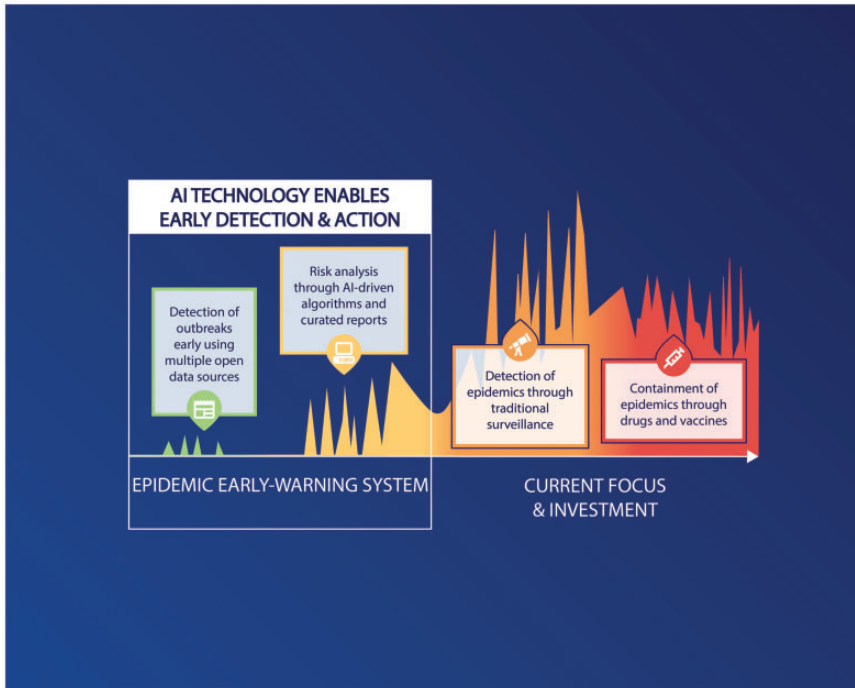 AI TECHNOLOGY ENABLES
EARLY DETECTION & ACTION
Detection of
outbreaks
early using
multiple open
data sources
Risk analysis
through AI-driven
algorithms and
curated reports
Detection of
epidemics through
traditional
surveillance
Containment of
epidemics through
drugs and vaccines
EPIDEMIC EARLY-WARNING SYSTEM
CURRENT FOCUS
& INVESTMENT